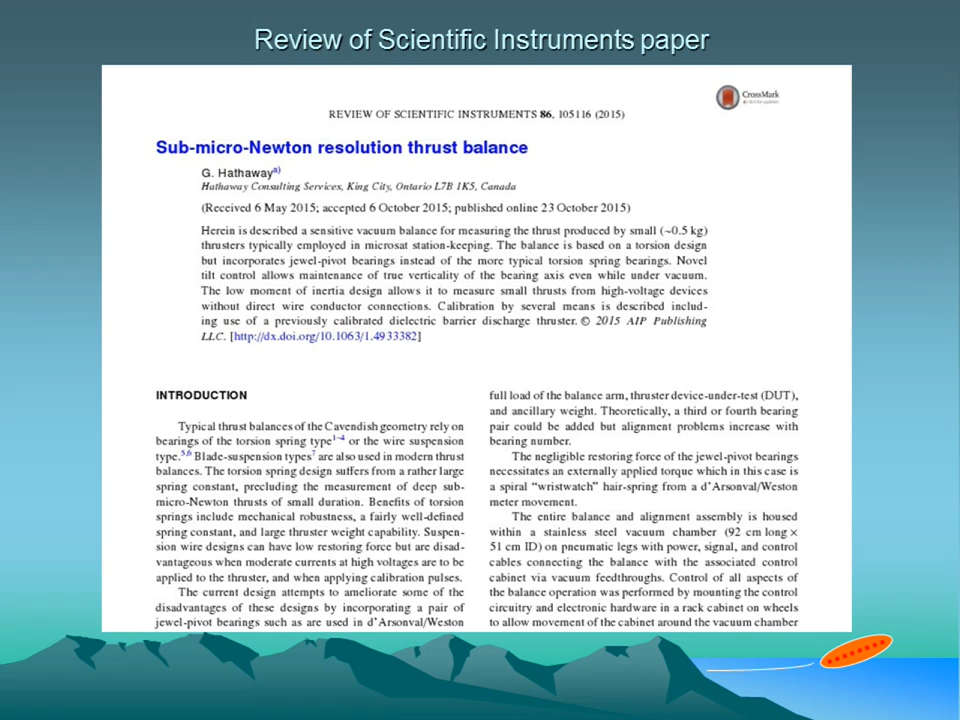 Review of Scientific Instruments paper
CrossMark
REVIEW OF SCIENTIFIC INSTRUMENTS 86, 105116 (2015)
Sub-micro-Newton resolution thrust balance
G. Hathaway a)
Hathaway Consulting Services, King City, Ontario L7B 1K5, Canada
(Received 6 May 2015; accepted 6 October 2015; published online 23 October 2015)
Herein is described a sensitive vacuum balance for measuring the thrust produced by small (~0.5 kg)
thrusters typically employed in microsat station-keeping. The balance is based on a torsion design
but incorporates jewel-pivot bearings instead of the more typical torsion spring bearings. Novel
tilt control allows maintenance of true verticality of the bearing axis even while under vacuum.
The low moment of inertia design allows it to measure small thrusts from high-voltage devices
without direct wire conductor connections. Calibration by several means is described includ-
ing use of a previously calibrated dielectric barrier discharge thruster. © 2015 AIP Publishing
LLC. [http://dx.doi.org/10.1063/1.4933382]
INTRODUCTION
Typical thrust balances of the Cavendish geometry rely on
bearings of the torsion spring type1–4 or the wire suspension
type.5,6 Blade-suspension types7 are also used in modern thrust
balances. The torsion spring design suffers from a rather large
spring constant, precluding the measurement of deep sub-
micro-Newton thrusts of small duration. Benefits of torsion
springs include mechanical robustness, a fairly well-defined
spring constant, and large thruster weight capability. Suspen-
sion wire designs can have low restoring force but are disad-
vantageous when moderate currents at high voltages are to be
applied to the thruster, and when applying calibration pulses.
The current design attempts to ameliorate some of the
disadvantages of these designs by incorporating a pair of
jewel-pivot bearings such as are used in d'Arsonval/Weston
full load of the balance arm, thruster device-under-test (DUT),
and ancillary weight. Theoretically, a third or fourth bearing
pair could be added but alignment problems increase with
bearing number.
The negligible restoring force of the jewel-pivot bearings
necessitates an externally applied torque which in this case is
a spiral "wristwatch" hair-spring from a d'Arsonval/Weston
meter movement.
The entire balance and alignment assembly is housed
within a stainless steel vacuum chamber (92 cm long ×
51 cm ID) on pneumatic legs with power, signal, and control
cables connecting the balance with the associated control
cabinet via vacuum feedthroughs. Control of all aspects of
the balance operation was performed by mounting the control
circuitry and electronic hardware in a rack cabinet on wheels
to allow movement of the cabinet around the vacuum chamber